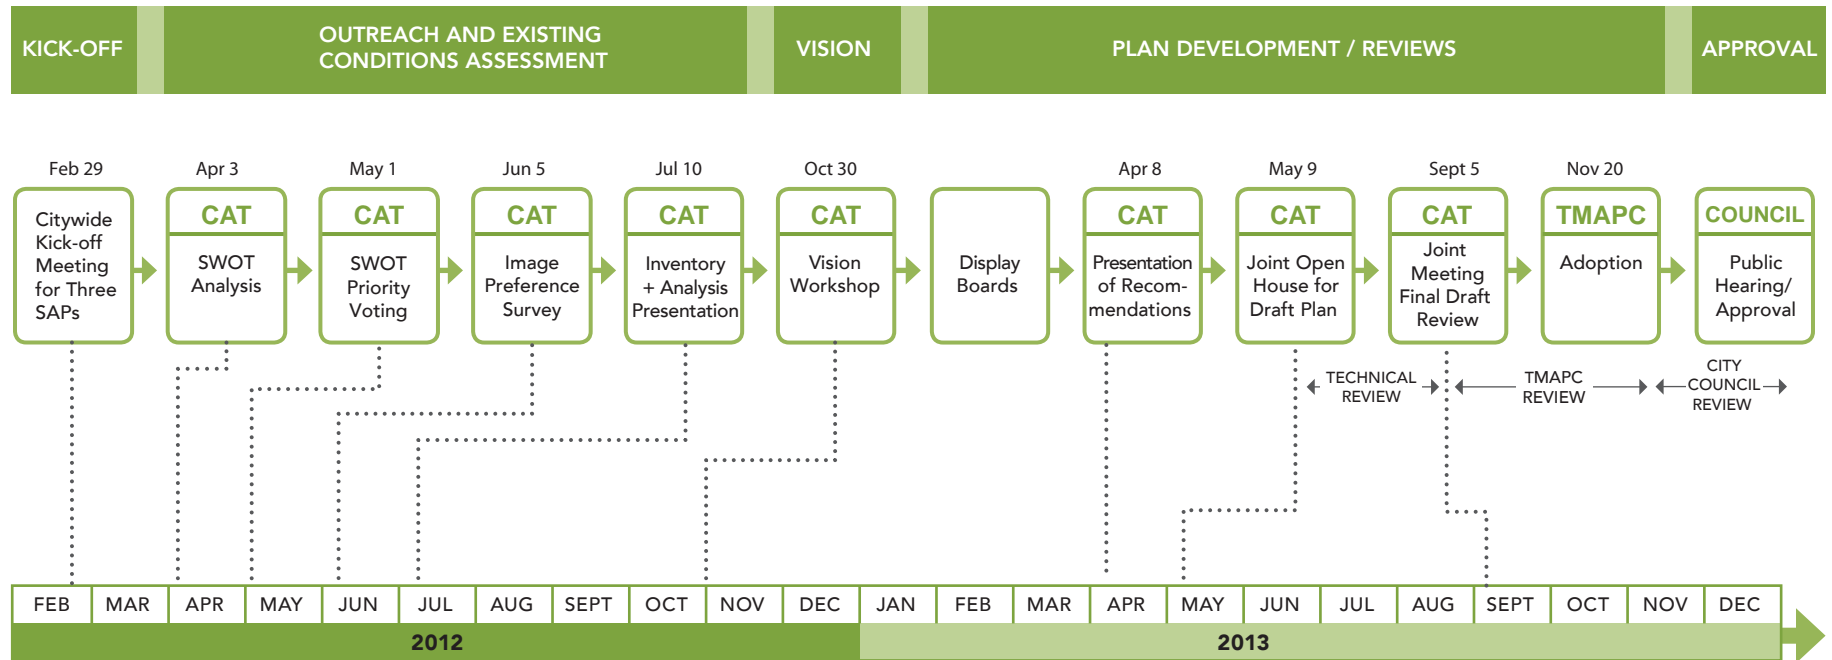 KICK-OFF
OUTREACH AND EXISTING
CONDITIONS ASSESSMENT
VISION
PLAN DEVELOPMENT / REVIEWS
APPROVAL
Feb 29
Citywide
Kick-off
Meeting
for Three
SAPs
Apr 3
CAT
SWOT
Analysis
May 1
CAT
SWOT
Priority
Voting
Jun 5
CAT
Image
Preference
Survey
Jul 10
CAT
Inventory
+ Analysis
Presentation
Oct 30
CAT
Vision
Workshop
Display
Boards
Apr 8
CAT
Presentation
of Recom-
mendations
May 9
CAT
Joint Open
House for
Draft Plan
Sept 5
CAT
Joint
Meeting
Final Draft
Review
Nov 20
TMAPC
Adoption
COUNCIL
Public
Hearing/
Approval
TECHNICAL
REVIEW
TMAPC
REVIEW
CITY
COUNCIL
REVIEW
FEB MAR APR MAY JUN JUL AUG SEPT OCT NOV DEC JAN FEB MAR APR MAY JUN JUL AUG SEPT OCT NOV DEC
2012 2013